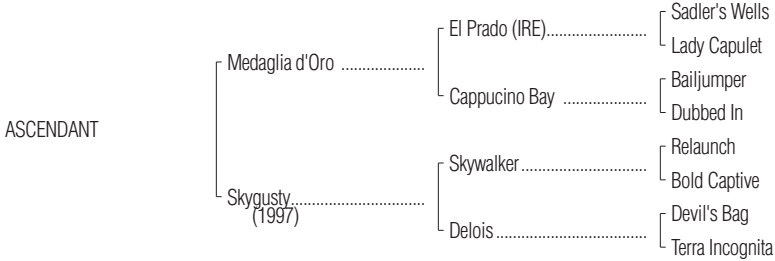 Sadler's Wells
El Prado (IRE)........................
Lady Capulet
Medaglia d'Oro ....................
Bailjumper
Cappucino Bay ....................
Dubbed In
ASCENDANT
Relaunch
Skywalker..............................
Bold Captive
Skygusty................................
(1997)
Devil's Bag
Delois....................................
Terra Incognita